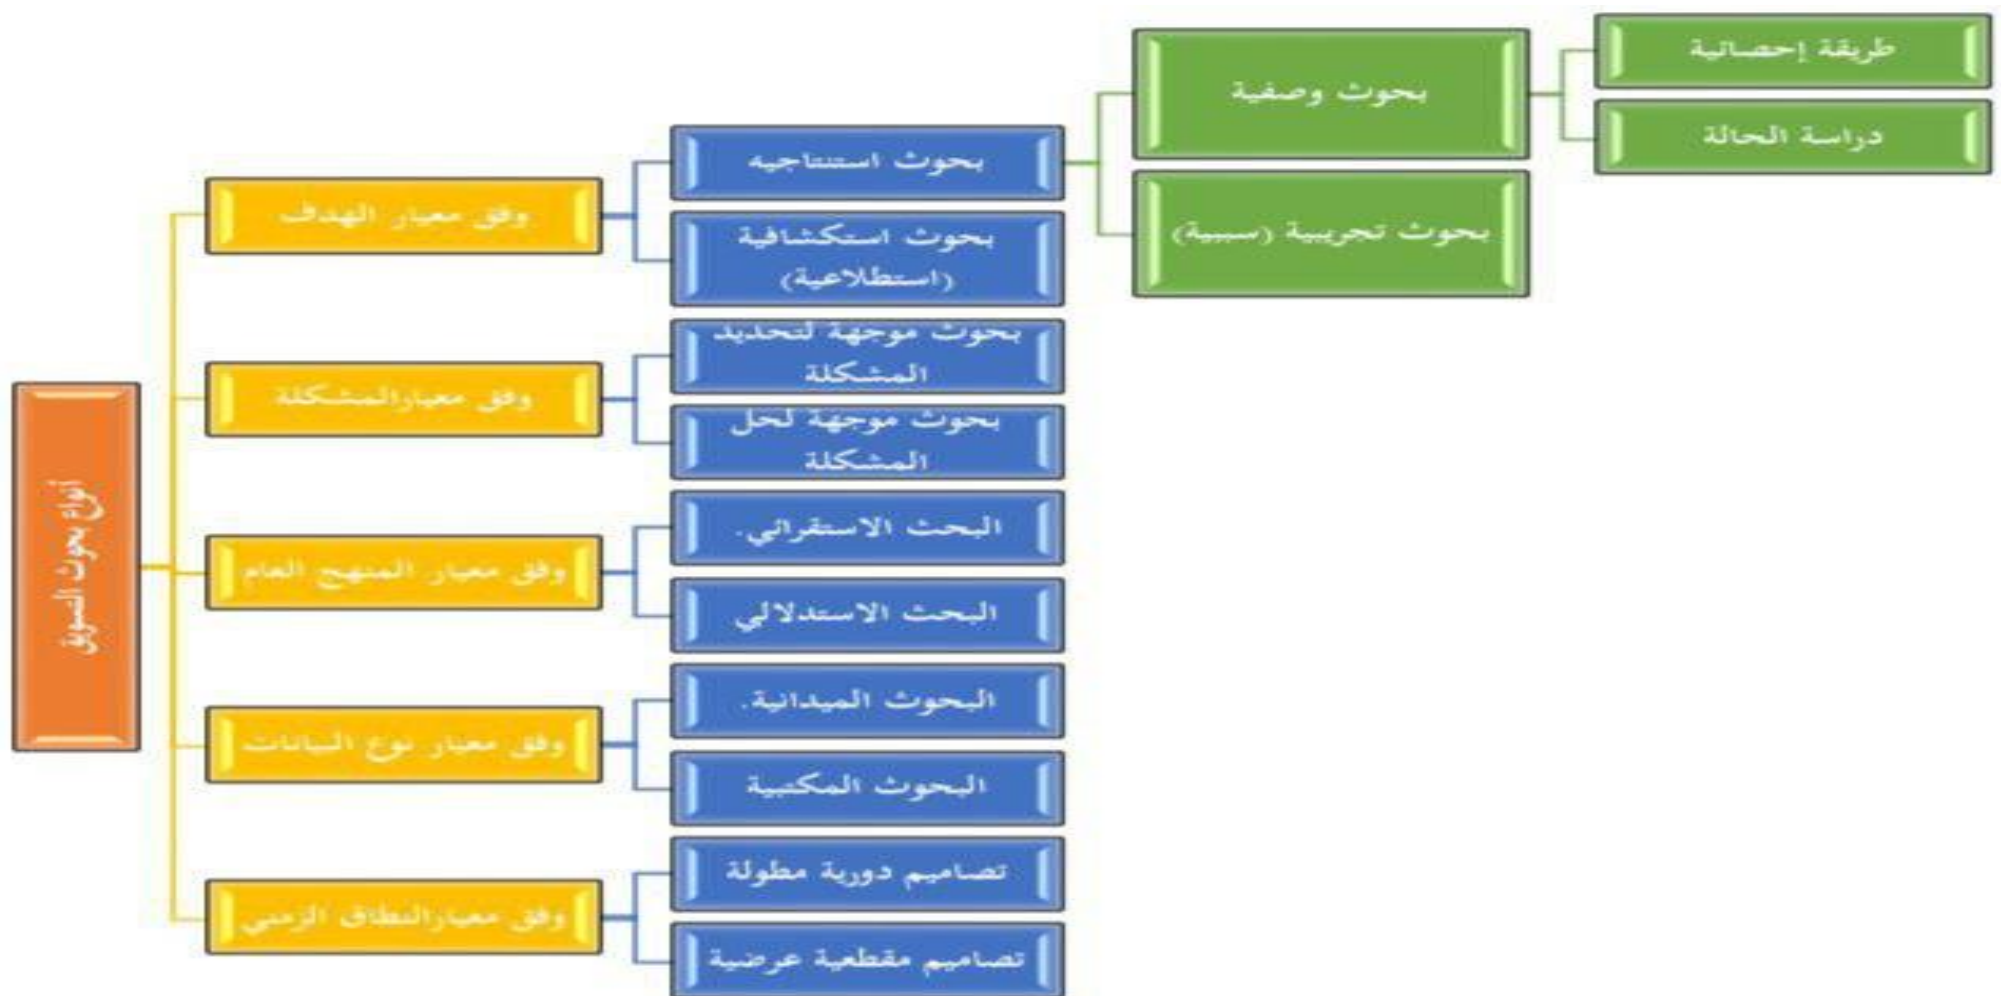 أنواع بحوث التسويق
وفق معيار الهدف
بحوث استنتاجيه
بحوث وصفية
طريقة إحصائية
دراسة الحالة
بحوث تجريبية (سببية)
بحوث استكشافية
(استطلاعية)
وفق معيارالمشكلة
بحوث موجهة لتحديد
المشكلة
بحوث موجهة لحل
المشكلة
وفق معيار المنهج العام
البحث الاستقرائي.
البحث الاستدلالي
وفق معيار نوع البيانات
البحوث الميدانية.
البحوث المكتبية
وفق معيارالنطاق الزمني
تصاميم دورية مطولة
تصاميم مقطعية عرضية